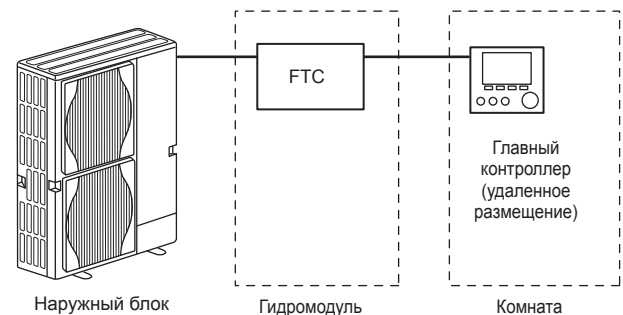 FTC
Главный
контроллер
(удаленное
размещение)
Наружный блок
Гидромодуль
Комната